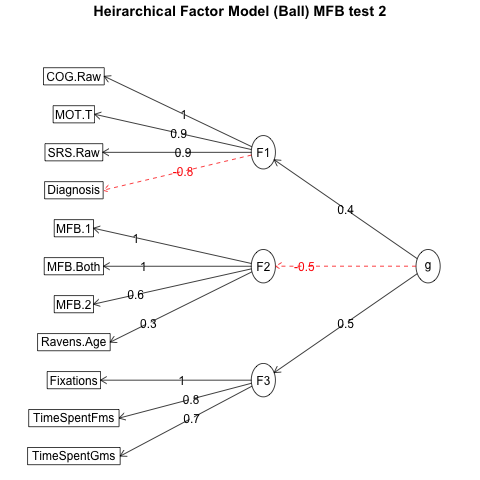 Heirarchical Factor Model (Ball) MFB test 2
COG.Raw
MOT.T
SRS.Raw
Diagnosis
MFB.1
MFB.Both
MFB.2
Ravens.Age
Fixations
TimeSpentFms
TimeSpentGms
1
0.9
0.9
-0.8
1
1
0.6
0.3
1
0.8
0.7
F1
F2
F3
0.4
-0.5
0.5
g